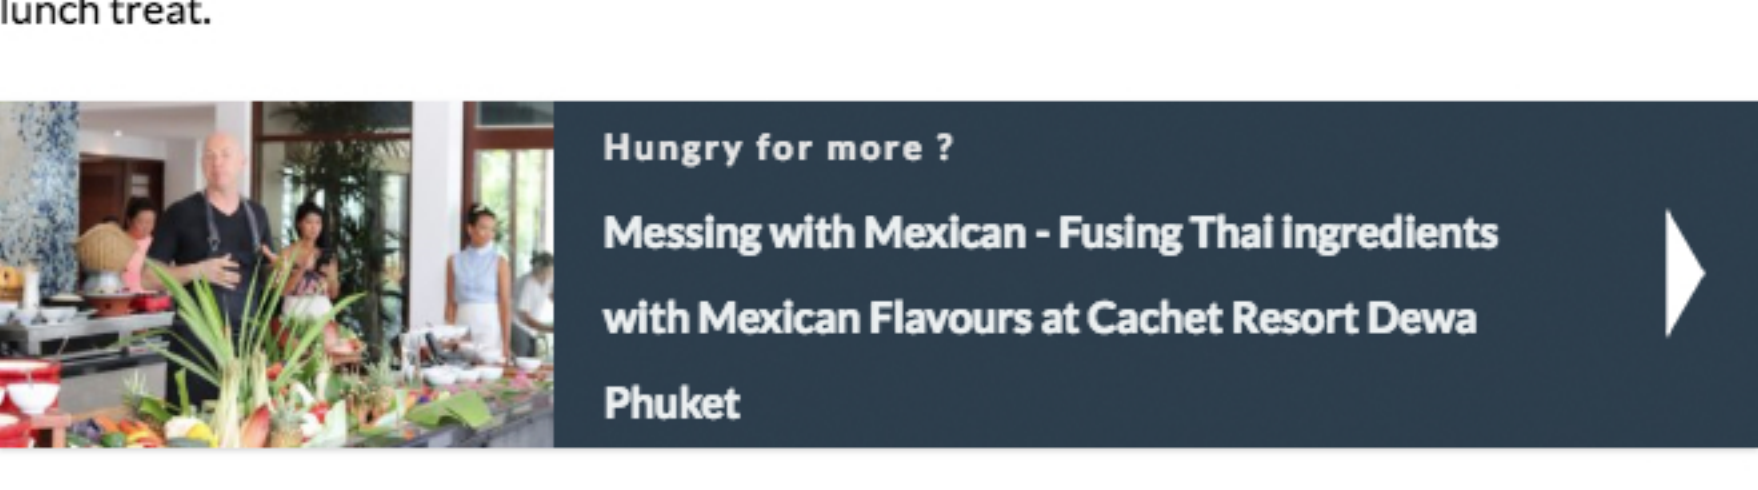 lunch treat.
Hungry for more ?
Messing with Mexican - Fusing Thai ingredients
with Mexican Flavours at Cachet Resort Dewa
Phuket